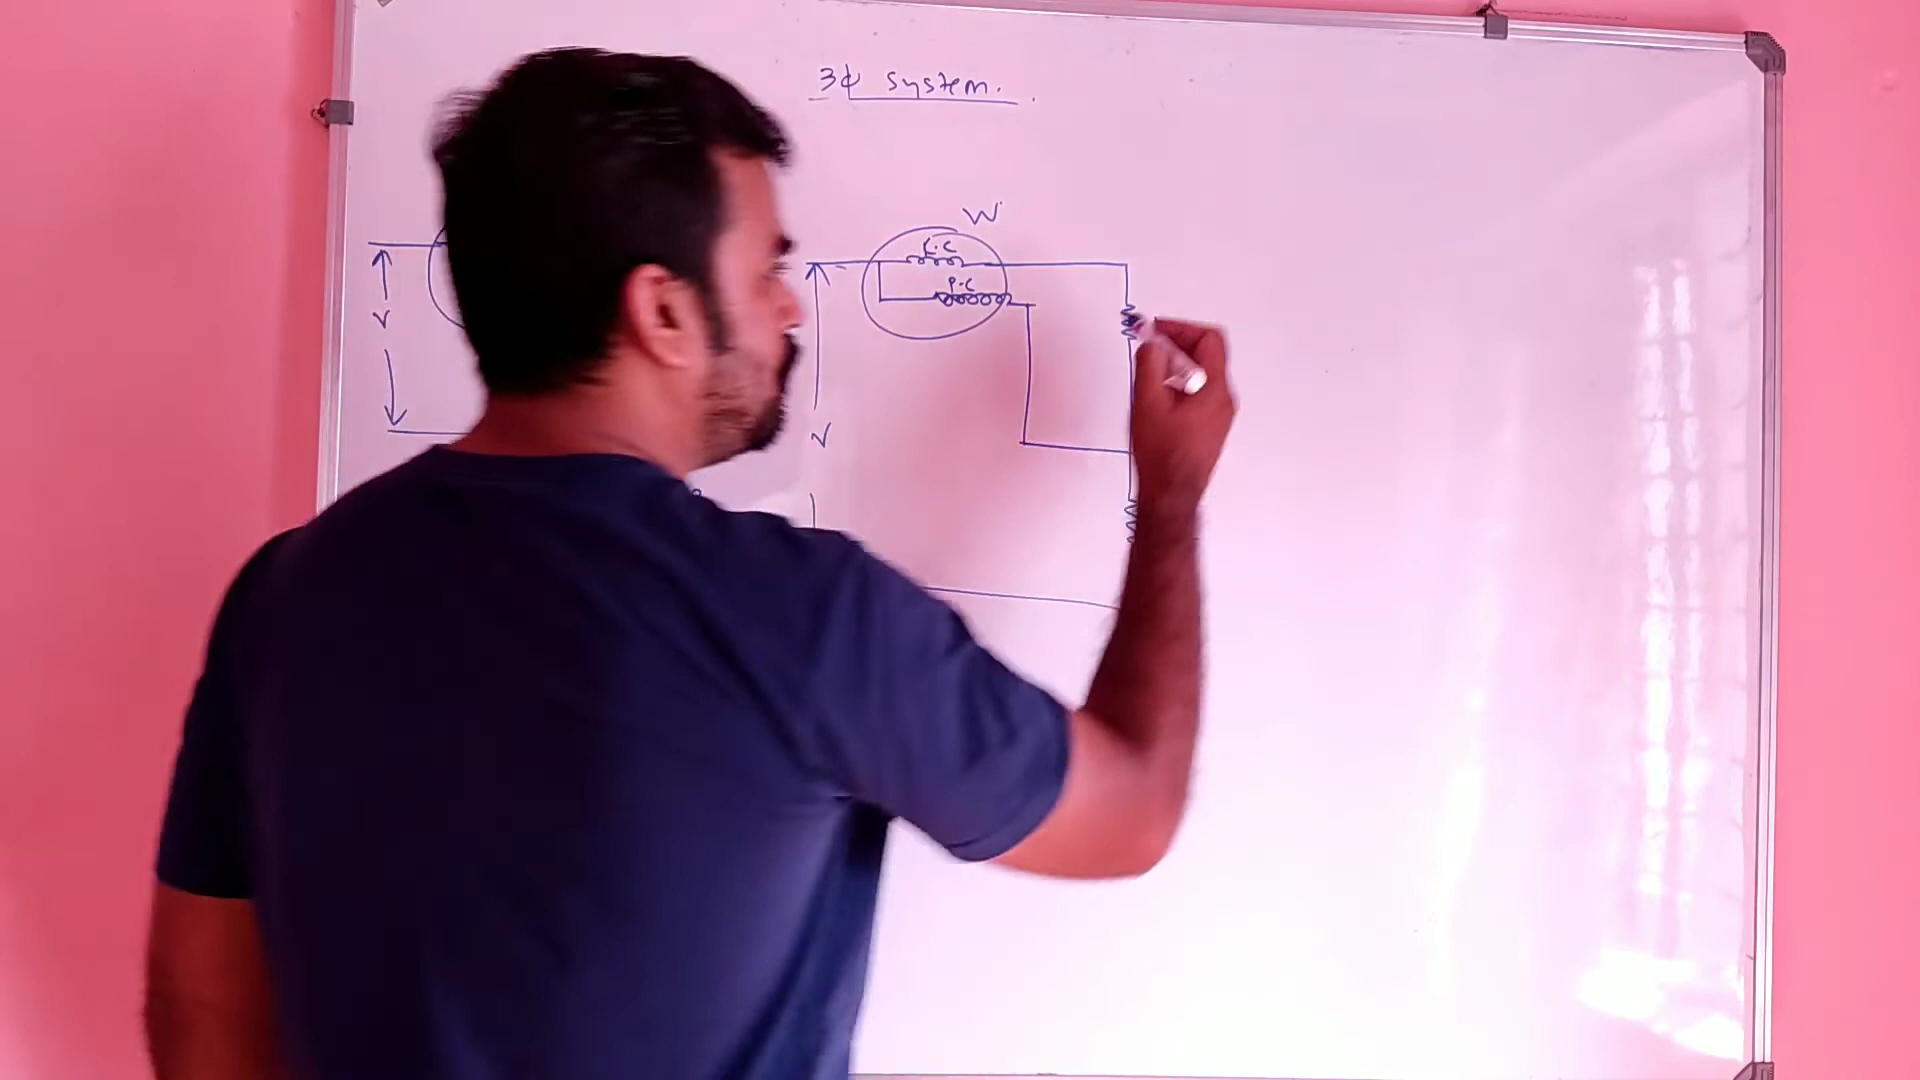 3ϕ system.
W
C.C
P.C
V
V